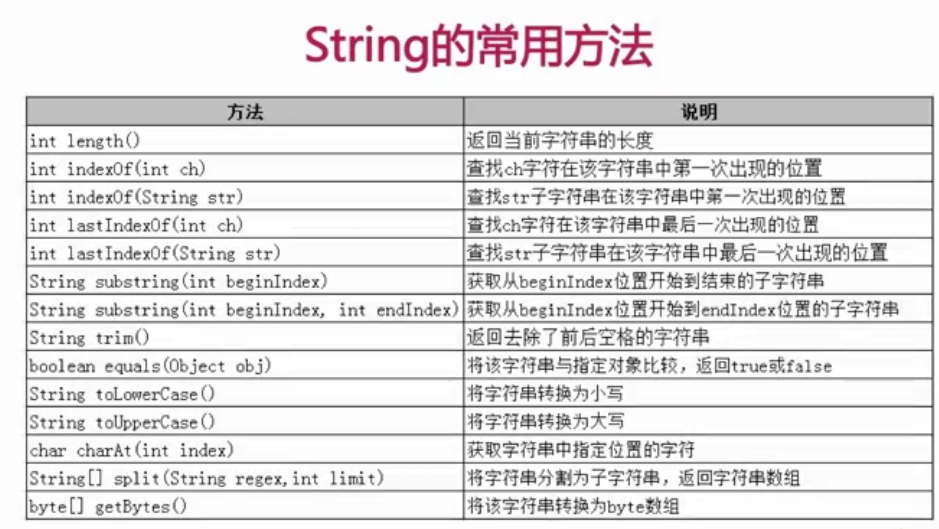 String的常用方法
方法 说明
int length() 返回当前字符串的长度
int indexOf(int ch) 查找ch字符在该字符串中第一次出现的位置
int indexOf(String str) 查找str子字符串在该字符串中第一次出现的位置
int lastIndexOf(int ch) 查找ch字符在该字符串中最后一次出现的位置
int lastIndexOf(String str) 查找str子字符串在该字符串中最后一次出现的位置
String substring(int beginIndex) 获取从beginIndex位置开始到结束的子字符串
String substring(int beginIndex, int endIndex) 获取从beginIndex位置开始到endIndex位置的子字符串
String trim() 返回去除了前后空格的字符串
boolean equals(Object obj) 将该字符串与指定对象比较，返回true或false
String toLowerCase() 将字符串转换为小写
String toUpperCase() 将字符串转换为大写
char charAt(int index) 获取字符串中指定位置的字符
String[] split(String regex,int limit) 将字符串分割为子字符串，返回字符串数组
byte[] getBytes() 将该字符串转换为byte数组